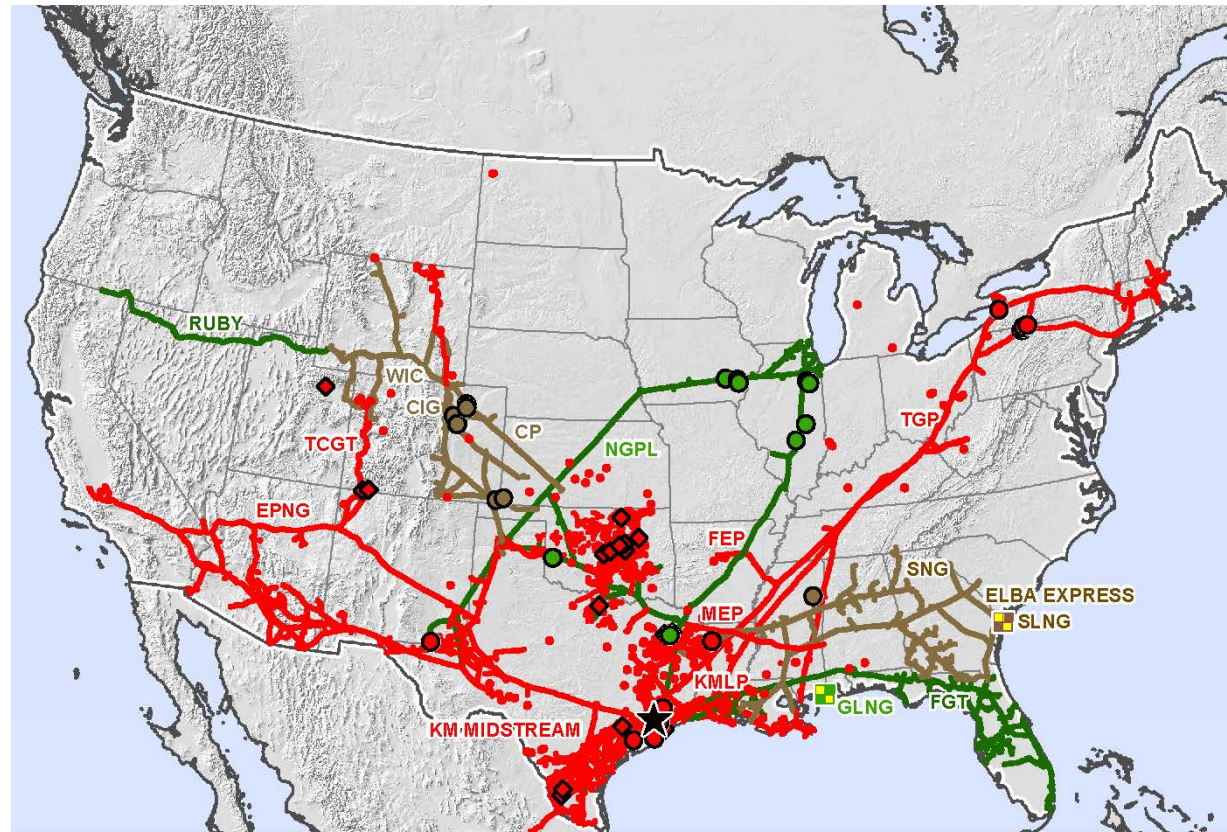 RUBY
WIC
CIG
CP
TCGT
NGPL
TGP
EPNG
FEP
SNG
ELBA EXPRESS
MEP
SLNG
KMLP
GLNG
FGT
KM MIDSTREAM